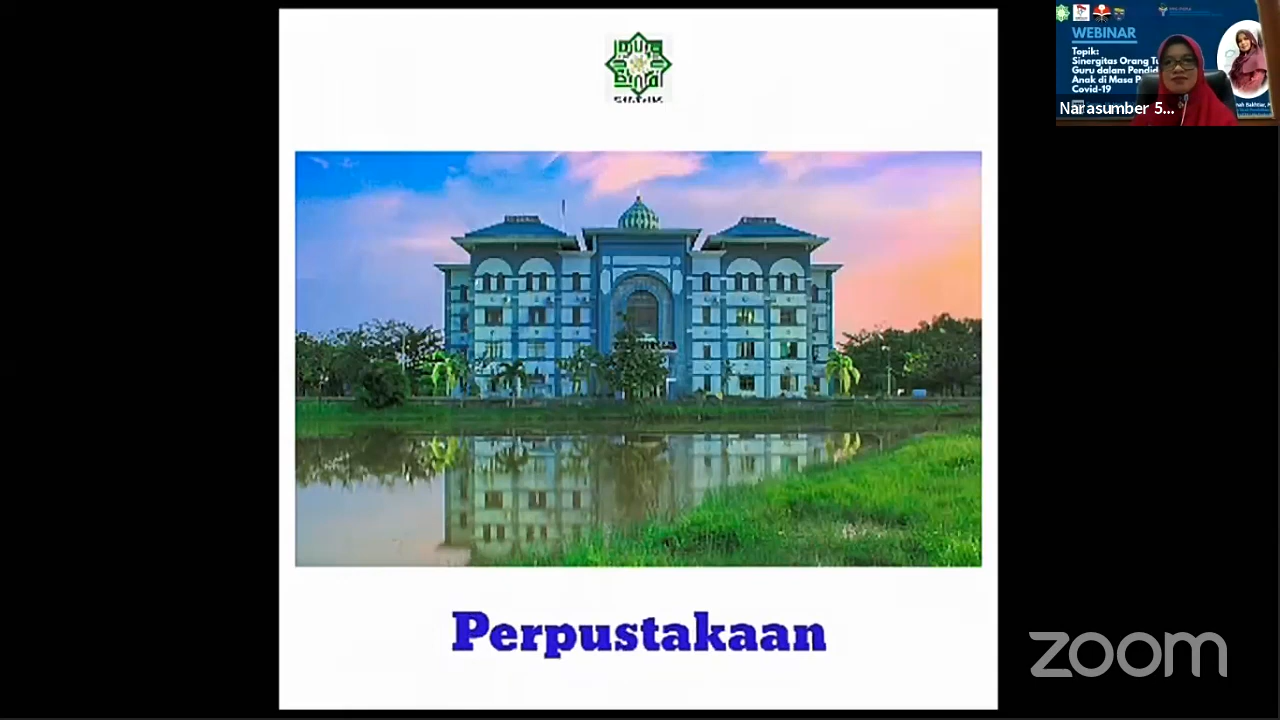 WEBINAR
Topik:
Sinergitas Orang Tu
Guru dalam Pendid
Anak di Masa P
Covid-19
Narasumber 5...
Perpustakaan
zoom